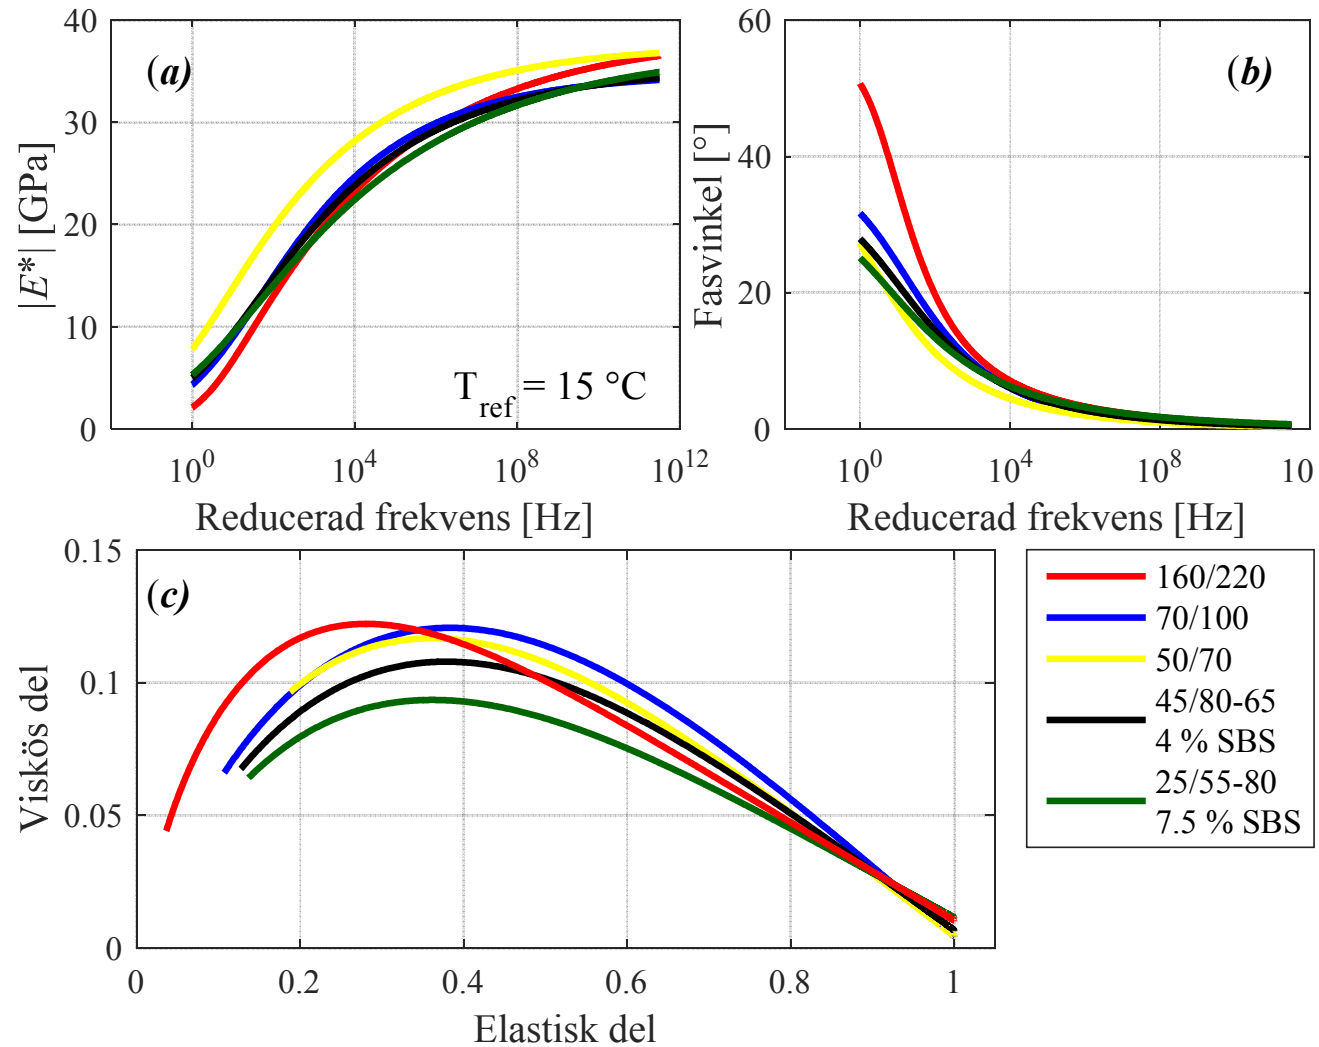 40
30
20
10
0
|E*| [GPa]
(a)
T_ref = 15 °C
10^0
10^4
10^8
10^12
Reducerad frekvens [Hz]
60
40
20
0
Fasvinkel [°]
(b)
10^0
10^4
10^8
10
Reducerad frekvens [Hz]
0.15
0.1
0.05
0
Viskös del
(c)
0
0.2
0.4
0.6
0.8
1
Elastisk del
160/220
70/100
50/70
45/80-65
4 % SBS
25/55-80
7.5 % SBS